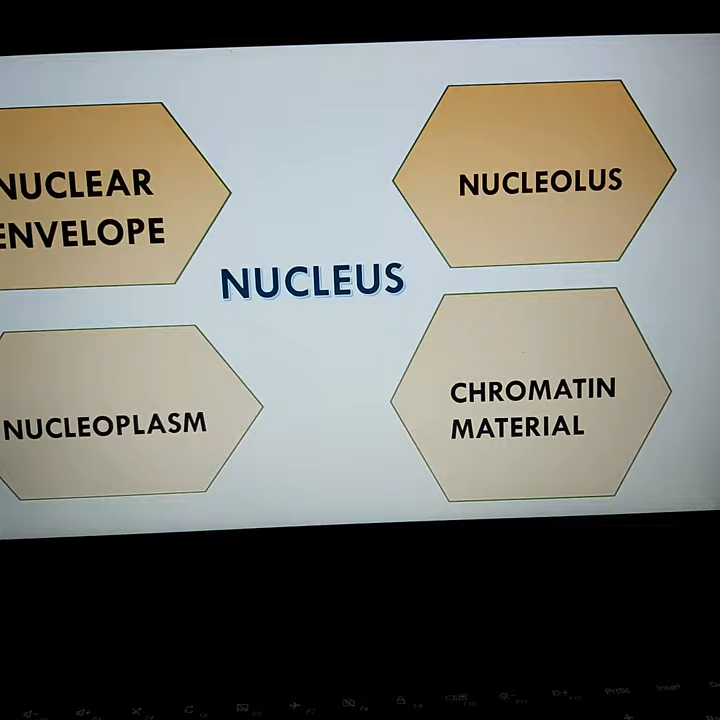 NUCLEAR
ENVELOPE
NUCLEOLUS
NUCLEUS
NUCLEOPLASM
CHROMATIN
MATERIAL